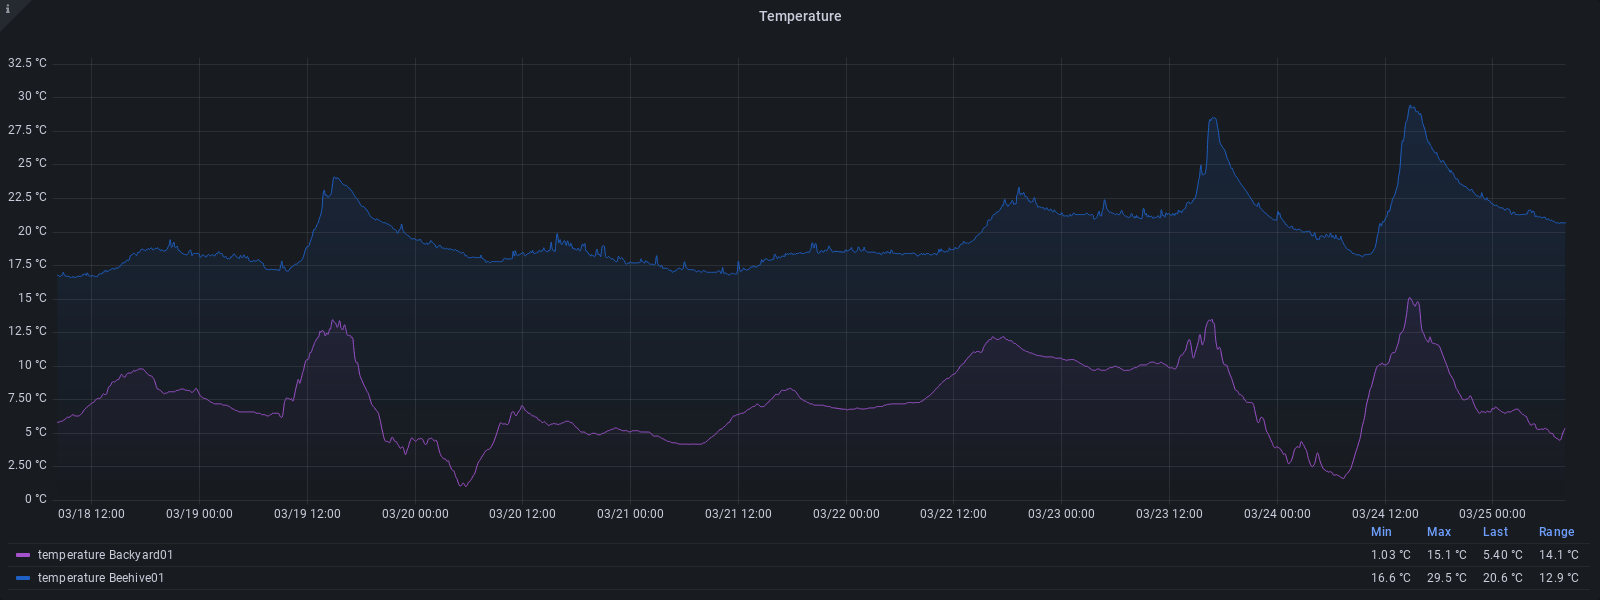 i
Temperature
32.5 °C
30 °C
27.5 °C
25 °C
22.5 °C
20 °C
17.5 °C
15 °C
12.5 °C
10 °C
7.50 °C
5 °C
2.50 °C
0 °C
03/18 12:00 03/19 00:00 03/19 12:00 03/20 00:00 03/20 12:00 03/21 00:00 03/21 12:00 03/22 00:00 03/22 12:00 03/23 00:00 03/23 12:00 03/24 00:00 03/24 12:00 03/25 00:00
Min Max Last Range
temperature Backyard01 1.03 °C 15.1 °C 5.40 °C 14.1 °C
temperature Beehive01 16.6 °C 29.5 °C 20.6 °C 12.9 °C